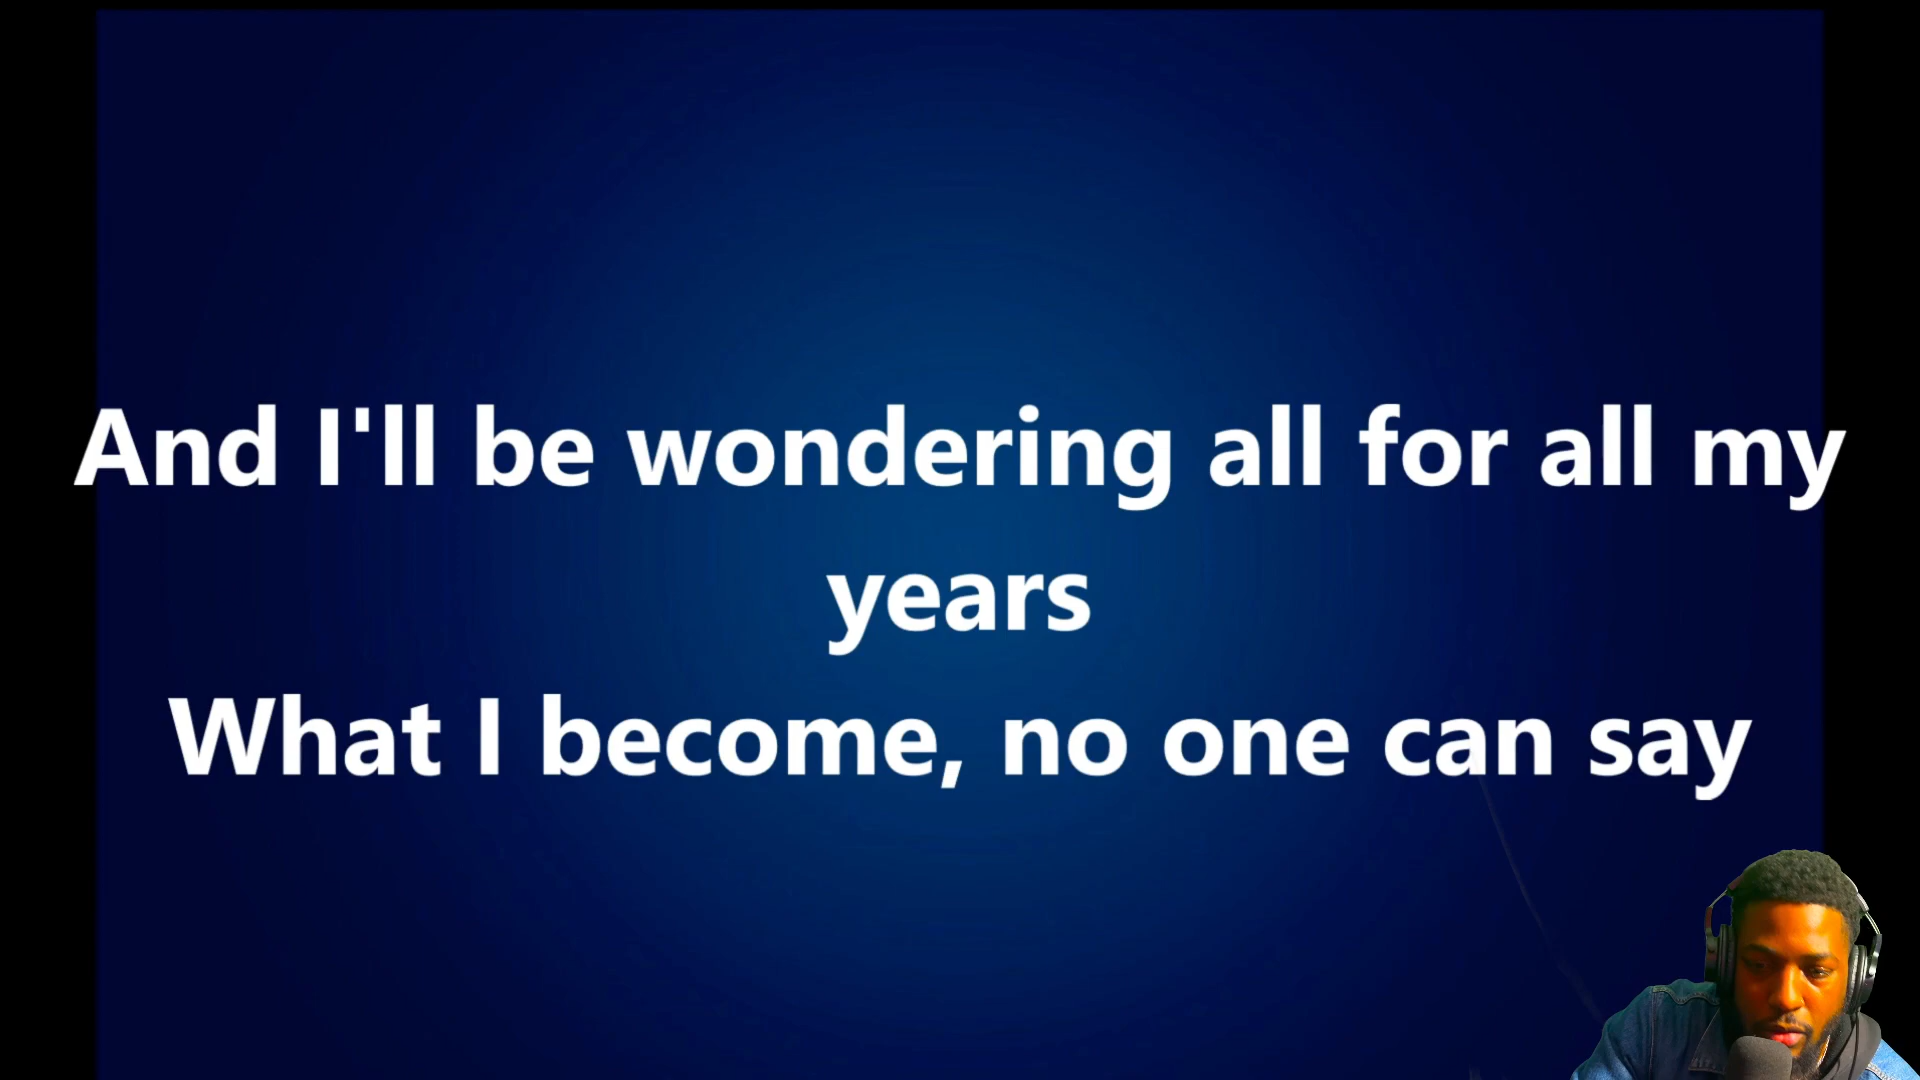 And I'll be wondering all for all my
years
What I become, no one can say